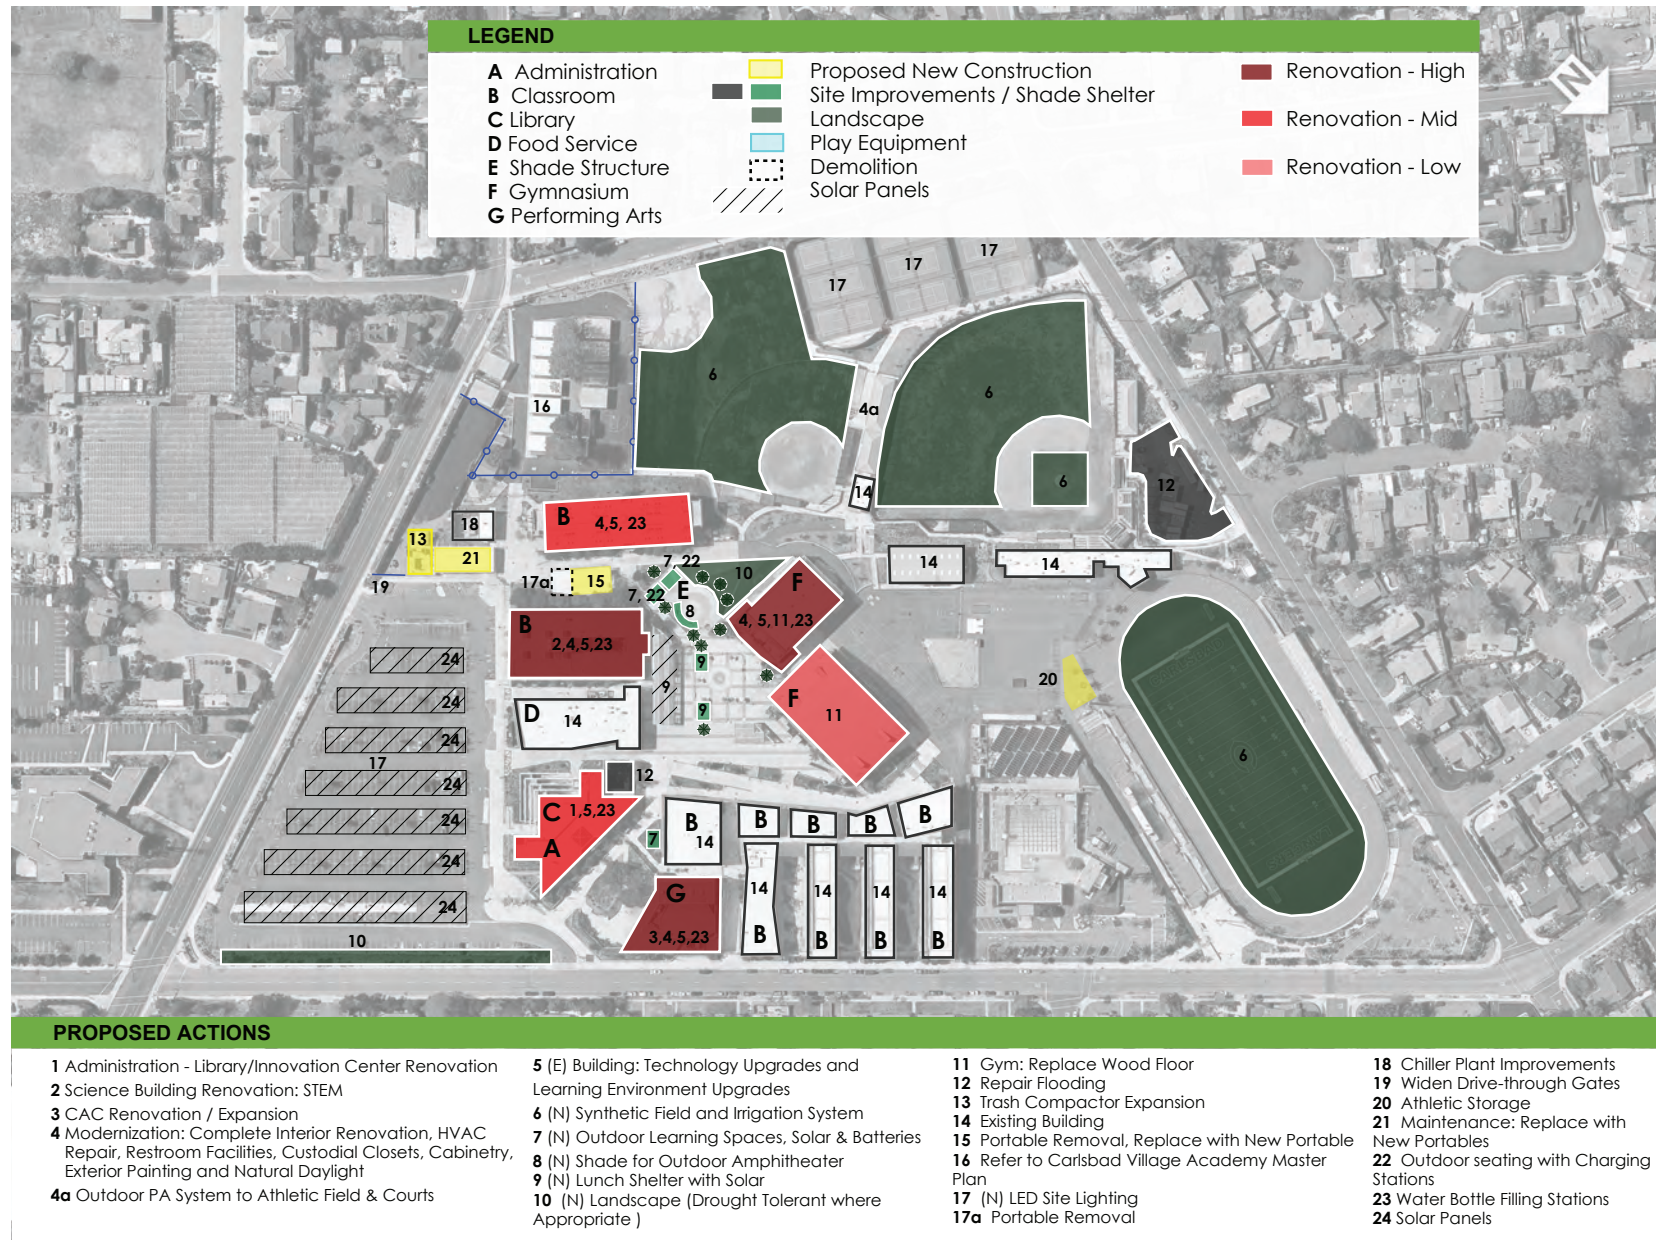 LEGEND
A Administration
B Classroom
C Library
D Food Service
E Shade Structure
F Gymnasium
G Performing Arts
Proposed New Construction
Site Improvements / Shade Shelter
Landscape
Play Equipment
Demolition
Solar Panels
Renovation - High
Renovation - Mid
Renovation - Low
N
17
17
17
6
6
4a
16
6
12
14
18
B 4,5, 23
13
21
19
17a
15
7, 22
7, 22
10
E
8
F
4, 5,11,23
14
14
B
2,4,5,23
9
9
9
F
11
20
6
D
14
24
24
24
17
24
24
24
24
12
C 1,5,23
A
7
B
14
B
B
B
B
G
3,4,5,23
14
B
14
B
14
B
14
B
10
PROPOSED ACTIONS
1 Administration - Library/Innovation Center Renovation
2 Science Building Renovation: STEM
3 CAC Renovation / Expansion
4 Modernization: Complete Interior Renovation, HVAC
Repair, Restroom Facilities, Custodial Closets, Cabinetry,
Exterior Painting and Natural Daylight
4a Outdoor PA System to Athletic Field & Courts
5 (E) Building: Technology Upgrades and
Learning Environment Upgrades
6 (N) Synthetic Field and Irrigation System
7 (N) Outdoor Learning Spaces, Solar & Batteries
8 (N) Shade for Outdoor Amphitheater
9 (N) Lunch Shelter with Solar
10 (N) Landscape (Drought Tolerant where
Appropriate )
11 Gym: Replace Wood Floor
12 Repair Flooding
13 Trash Compactor Expansion
14 Existing Building
15 Portable Removal, Replace with New Portable
16 Refer to Carlsbad Village Academy Master
Plan
17 (N) LED Site Lighting
17a Portable Removal
18 Chiller Plant Improvements
19 Widen Drive-through Gates
20 Athletic Storage
21 Maintenance: Replace with
New Portables
22 Outdoor seating with Charging
Stations
23 Water Bottle Filling Stations
24 Solar Panels